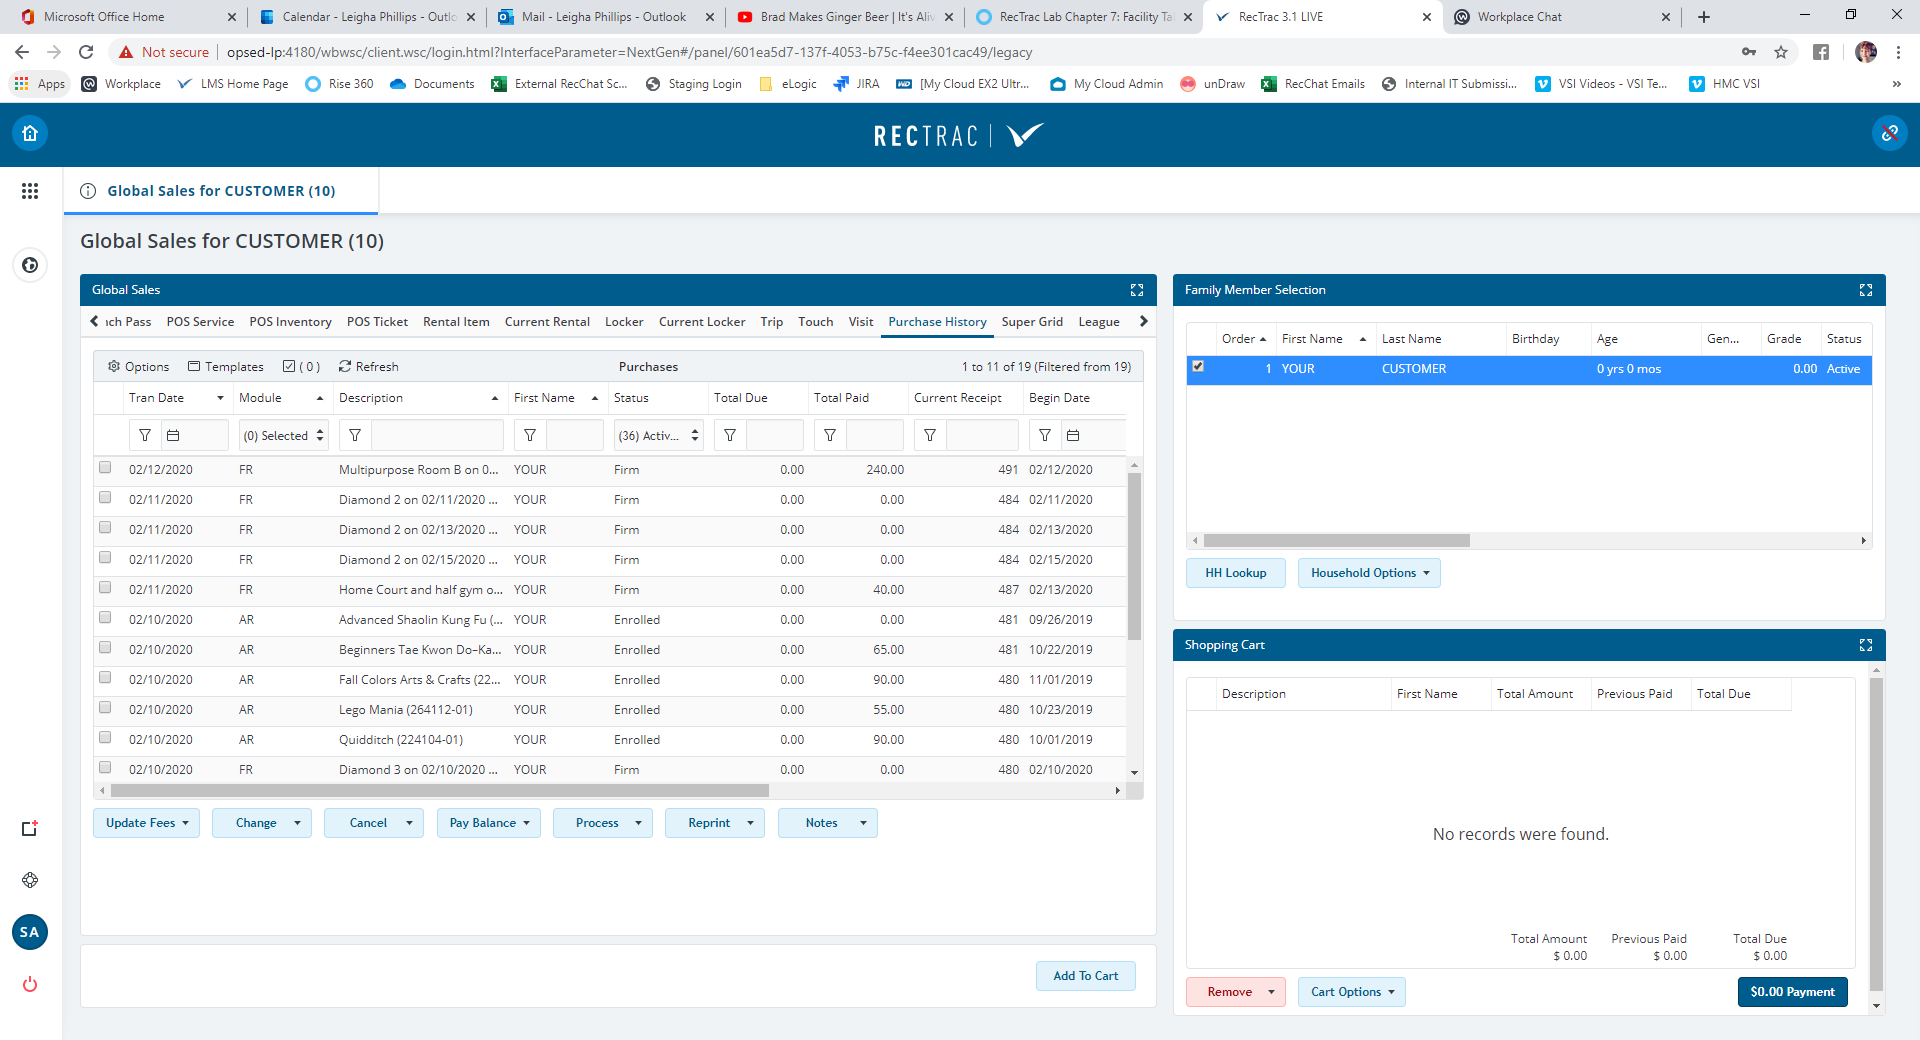 Microsoft Office Home
Calendar - Leigha Phillips - Outlo
Mail - Leigha Phillips - Outlook
Brad Makes Ginger Beer | It's Aliv
RecTrac Lab Chapter 7: Facility Ta
RecTrac 3.1 LIVE
Workplace Chat
Not secure
opsed-lp:4180/wbwsc/client.wsc/login.html?InterfaceParameter=NextGen#/panel/601ea5d7-137f-4053-b75c-f4ee301cac49/legacy
Apps
Workplace
LMS Home Page
Rise 360
Documents
External RecChat Sc...
Staging Login
eLogic
JIRA
WD
[My Cloud EX2 Ultr...
My Cloud Admin
unDraw
RecChat Emails
Internal IT Submissi...
VSI Videos - VSI Te...
HMC VSI
»
RECTRAC
Global Sales for CUSTOMER (10)
Global Sales for CUSTOMER (10)
Global Sales
ıch Pass POS Service POS Inventory POS Ticket Rental Item Current Rental Locker Current Locker Trip Touch Visit Purchase History Super Grid League
Options Templates ( 0 ) Refresh Purchases 1 to 11 of 19 (Filtered from 19)
Tran Date Module Description First Name Status Total Due Total Paid Current Receipt Begin Date
(0) Selected (36) Activ...
02/12/2020 FR Multipurpose Room B on 0... YOUR Firm 0.00 240.00 491 02/12/2020
02/11/2020 FR Diamond 2 on 02/11/2020 ... YOUR Firm 0.00 0.00 484 02/11/2020
02/11/2020 FR Diamond 2 on 02/13/2020 ... YOUR Firm 0.00 0.00 484 02/13/2020
02/11/2020 FR Diamond 2 on 02/15/2020 ... YOUR Firm 0.00 0.00 484 02/15/2020
02/11/2020 FR Home Court and half gym o... YOUR Firm 0.00 40.00 487 02/13/2020
02/10/2020 AR Advanced Shaolin Kung Fu (... YOUR Enrolled 0.00 0.00 481 09/26/2019
02/10/2020 AR Beginners Tae Kwon Do–Ka... YOUR Enrolled 0.00 65.00 481 10/22/2019
02/10/2020 AR Fall Colors Arts & Crafts (22... YOUR Enrolled 0.00 90.00 480 11/01/2019
02/10/2020 AR Lego Mania (264112-01) YOUR Enrolled 0.00 55.00 480 10/23/2019
02/10/2020 AR Quidditch (224104-01) YOUR Enrolled 0.00 90.00 480 10/01/2019
02/10/2020 FR Diamond 3 on 02/10/2020 ... YOUR Firm 0.00 0.00 480 02/10/2020
Update Fees Change Cancel Pay Balance Process Reprint Notes
Add To Cart
SA
Family Member Selection
Order First Name Last Name Birthday Age Gen... Grade Status
1 YOUR CUSTOMER 0 yrs 0 mos 0.00 Active
HH Lookup Household Options
Shopping Cart
Description First Name Total Amount Previous Paid Total Due
No records were found.
Total Amount Previous Paid Total Due
$ 0.00 $ 0.00 $ 0.00
Remove Cart Options $0.00 Payment